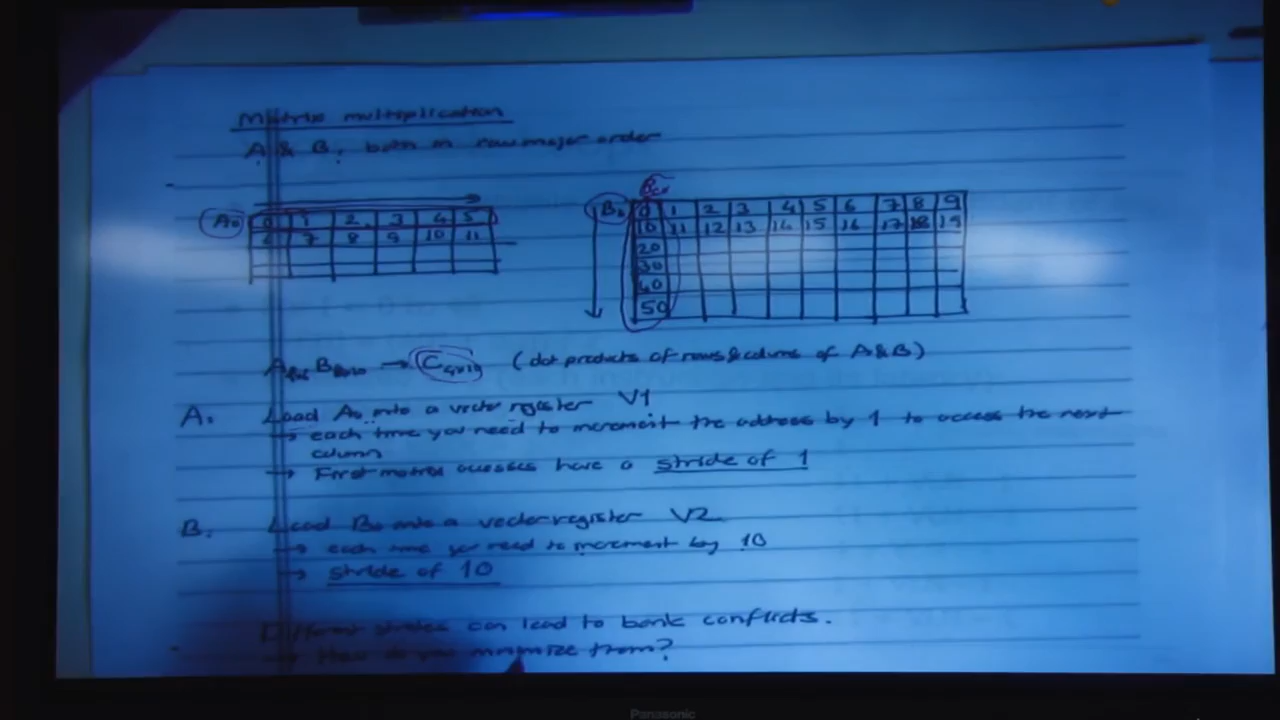 Matrix multiplication
A & B, both in row major order
A0
0 1 2 3 4 5
6 7 8 9 10 11
B0
0 1 2 3 4 5 6 7 8 9
10 11 12 13 14 15 16 17 18 19
20
30
40
50
A4x6 B6x10 → C4x10 (dot products of rows & colums of A & B)
A: Load A0 into a vector register V1
→ each time you need to increment the address by 1 to access the next
column
→ First matrix accesses have a stride of 1
B: Load B0 into a vector register V2
→ each time you need to increment by 10
→ stride of 10
Different strides can lead to bank conflicts.
→ How do you minimize them?
Panasonic